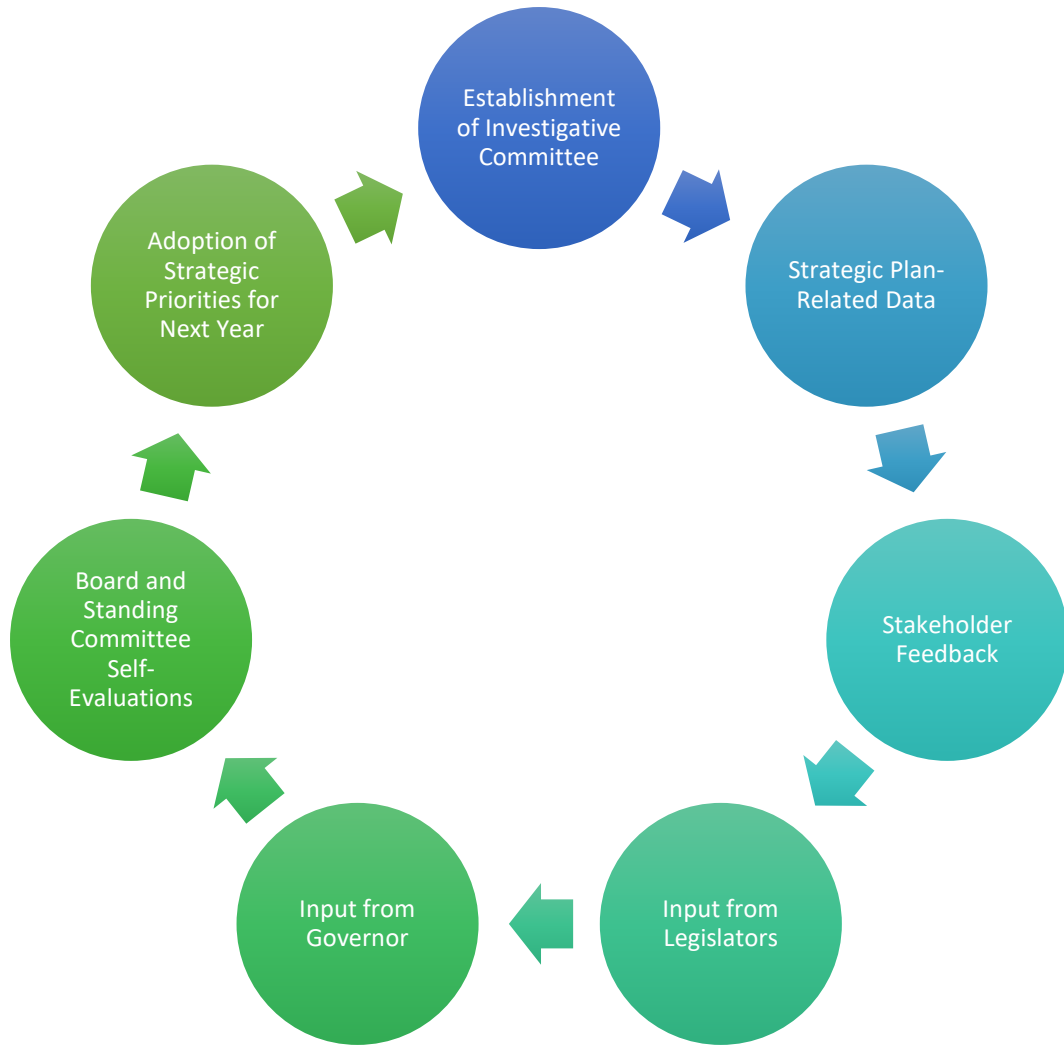 Establishment
of Investigative
Committee
Strategic Plan-
Related Data
Stakeholder
Feedback
Input from
Legislators
Input from
Governor
Board and
Standing
Committee
Self-
Evaluations
Adoption of
Strategic
Priorities for
Next Year